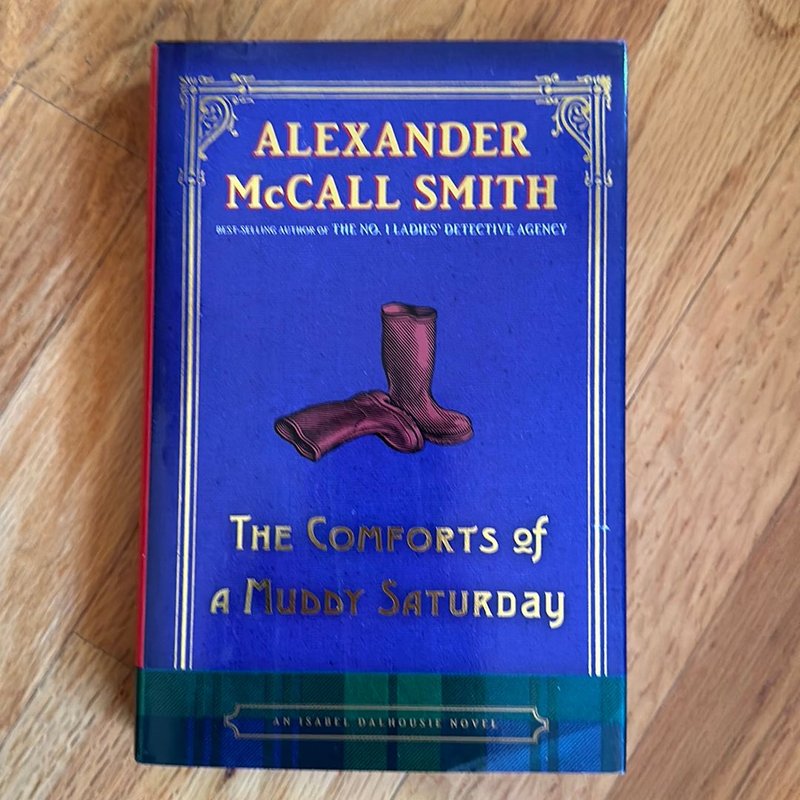 ALEXANDER
McCALL SMITH
BEST-SELLING AUTHOR OF THE NO. 1 LADIES' DETECTIVE AGENCY
THE COMFORTS of
a MUDDY SATURDay
AN ISABEL DALHOUSIE NOVEL